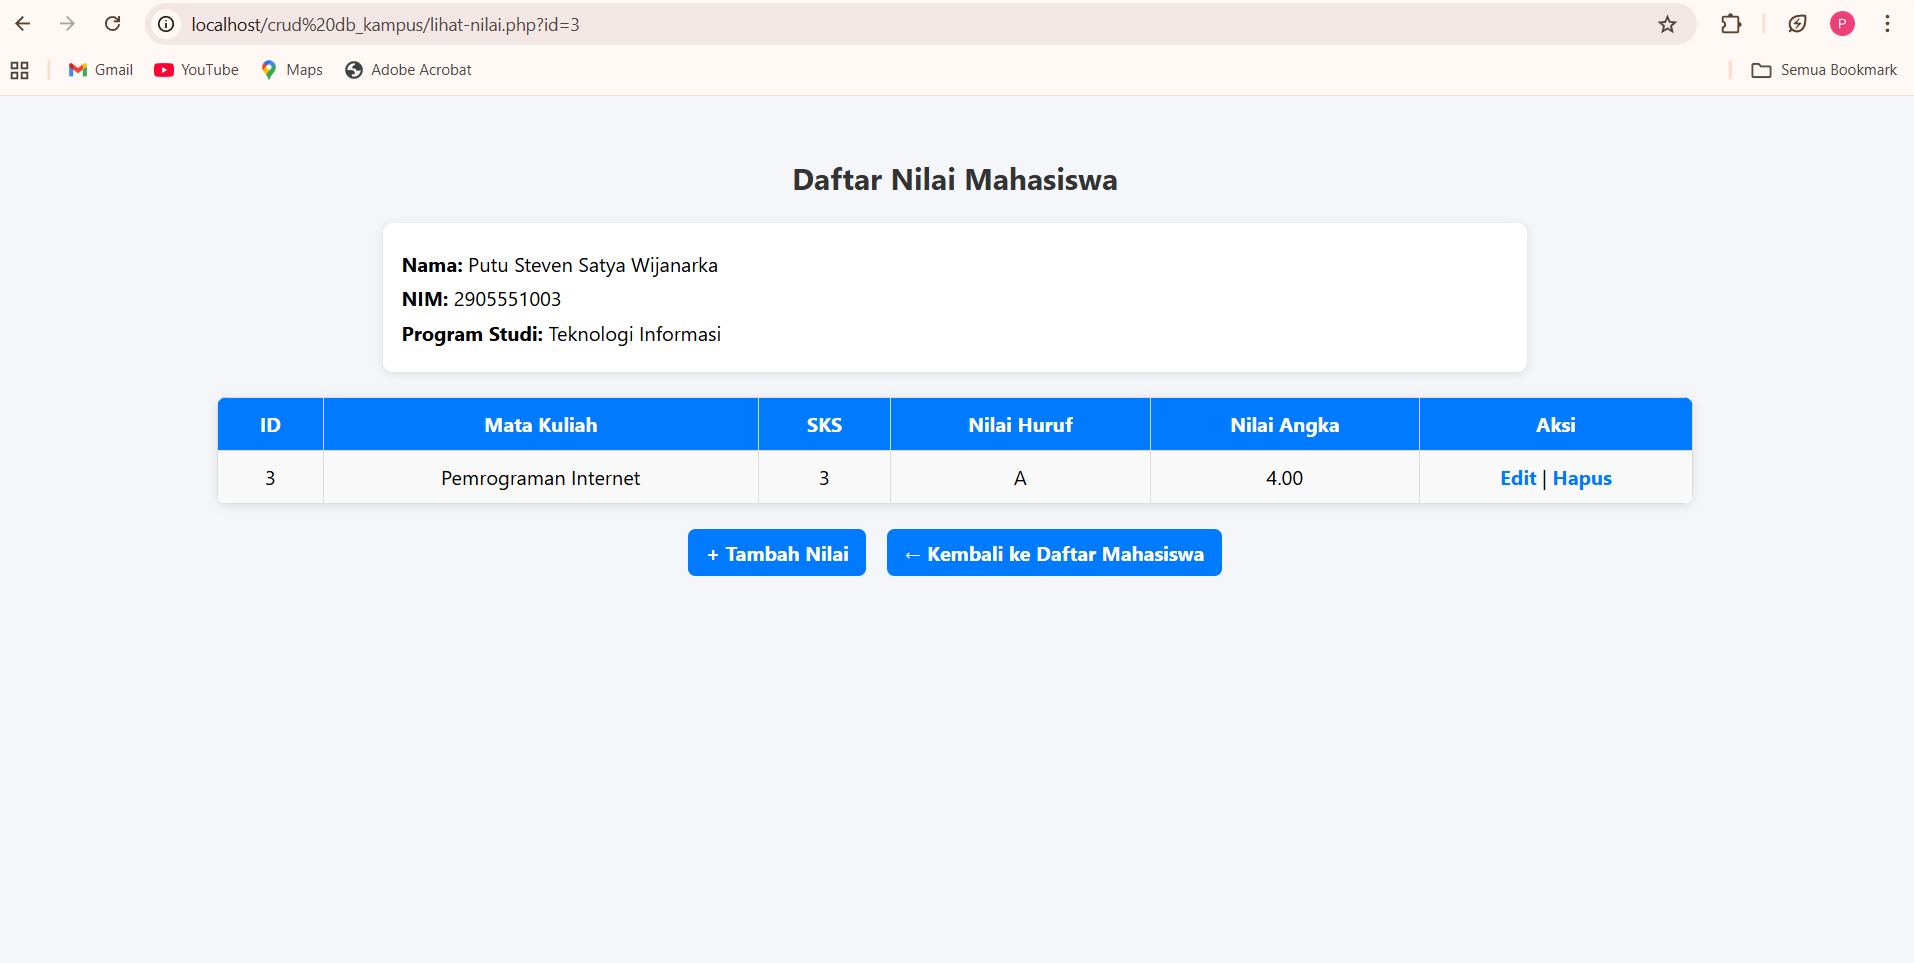 localhost/crud%20db_kampus/lihat-nilai.php?id=3
P
Gmail YouTube Maps Adobe Acrobat Semua Bookmark
Daftar Nilai Mahasiswa
Nama: Putu Steven Satya Wijanarka
NIM: 2905551003
Program Studi: Teknologi Informasi
ID Mata Kuliah SKS Nilai Huruf Nilai Angka Aksi
3 Pemrograman Internet 3 A 4.00 Edit | Hapus
+ Tambah Nilai ← Kembali ke Daftar Mahasiswa